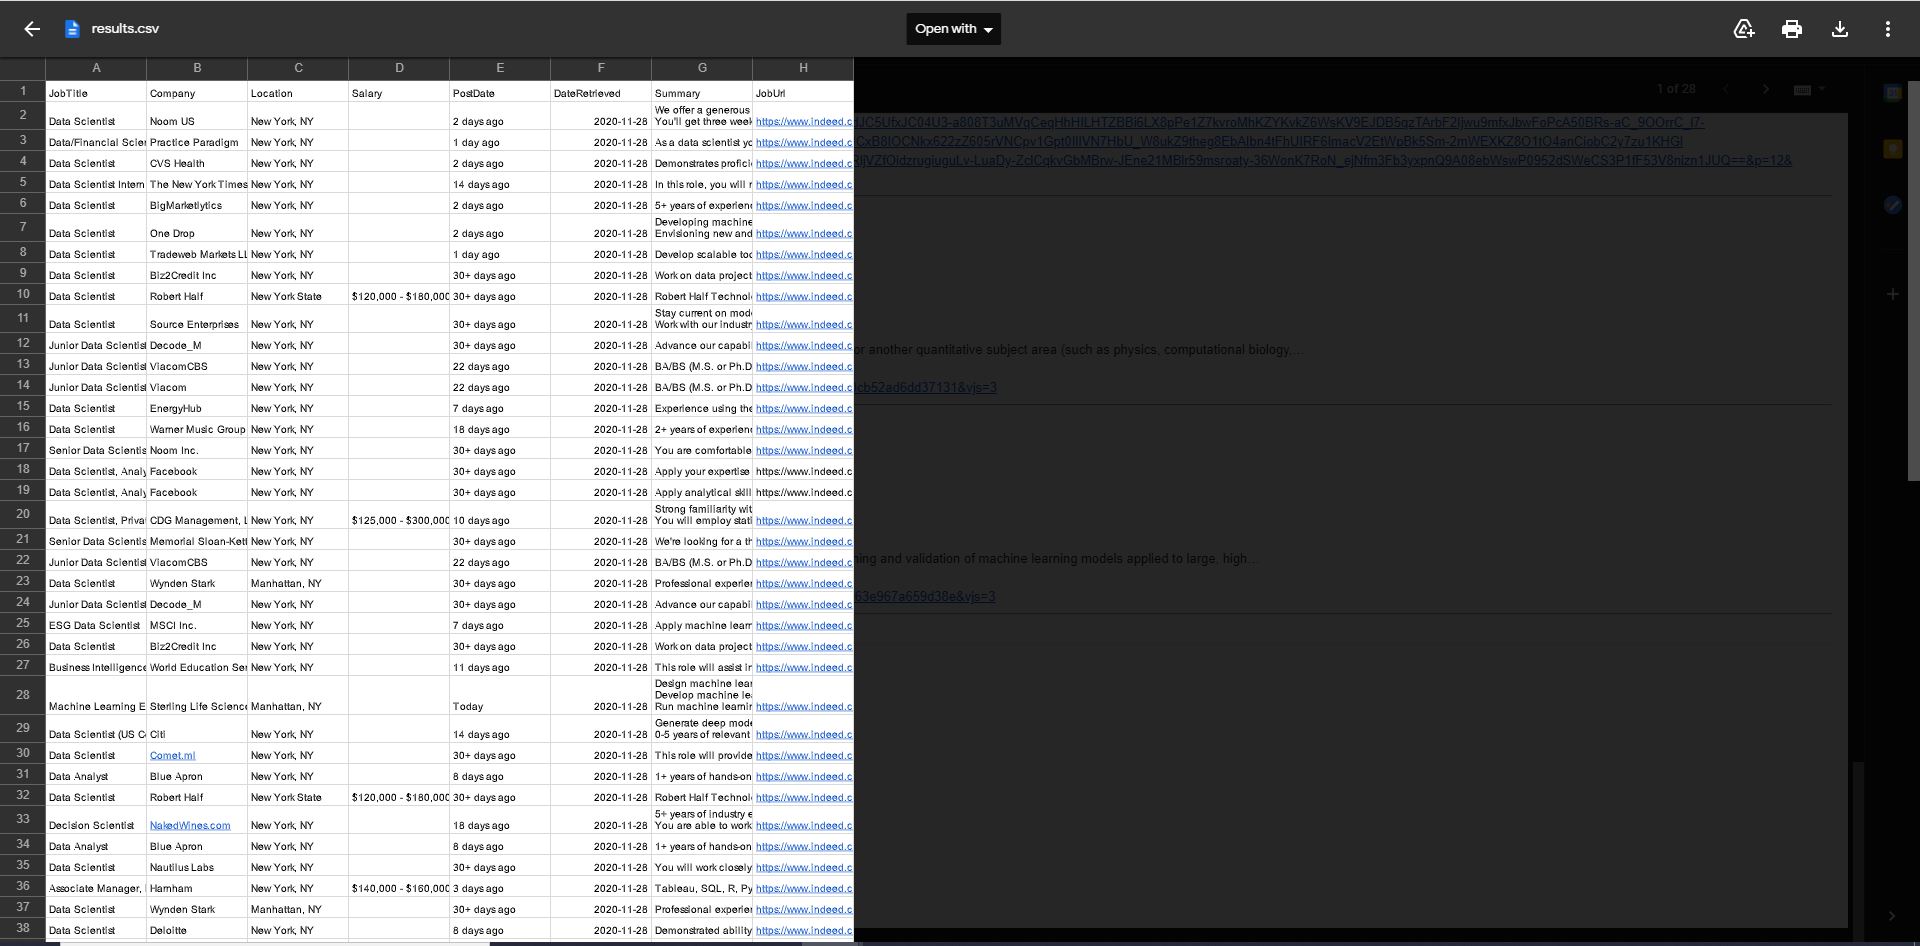 results.csv
Open with
A B C D E F G H
1 of 28
1 JobTitle Company Location Salary PostDate DateRetrieved Summary JobUrl
We offer a generous
2 Data Scientist Noom US New York, NY 2 days ago 2020-11-28 You'll get three week https://www.indeed.c
3 Data/Financial Scie Practice Paradigm New York, NY 1 day ago 2020-11-28 As a data scientist yo https://www.indeed.c
4 Data Scientist CVS Health New York, NY 2 days ago 2020-11-28 Demonstrates profici https://www.indeed.c
5 Data Scientist Intern The New York Times New York, NY 14 days ago 2020-11-28 In this role, you will r https://www.indeed.c
6 Data Scientist BigMarketlytics New York, NY 2 days ago 2020-11-28 5+ years of experienc https://www.indeed.c
Developing machine
7 Data Scientist One Drop New York, NY 2 days ago 2020-11-28 Envisioning new and https://www.indeed.c
8 Data Scientist Tradeweb Markets LL New York, NY 1 day ago 2020-11-28 Develop scalable too https://www.indeed.c
9 Data Scientist Biz2Credit Inc New York, NY 30+ days ago 2020-11-28 Work on data project https://www.indeed.c
10 Data Scientist Robert Half New York State $120,000 - $180,000 30+ days ago 2020-11-28 Robert Half Technol https://www.indeed.c
Stay current on mode
11 Data Scientist Source Enterprises New York, NY 30+ days ago 2020-11-28 Work with our industr https://www.indeed.c
12 Junior Data Scientis Decode_M New York, NY 30+ days ago 2020-11-28 Advance our capabi https://www.indeed.c
or another quantitative subject area (such as physics, computational biology,...
13 Junior Data Scientis ViacomCBS New York, NY 22 days ago 2020-11-28 BA/BS (M.S. or Ph.D https://www.indeed.c
14 Junior Data Scientis Viacom New York, NY 22 days ago 2020-11-28 BA/BS (M.S. or Ph.D https://www.indeed.c
cb52ad6dd37131&vjs=3
15 Data Scientist EnergyHub New York, NY 7 days ago 2020-11-28 Experience using the https://www.indeed.c
16 Data Scientist Warner Music Group New York, NY 18 days ago 2020-11-28 2+ years of experienc https://www.indeed.c
17 Senior Data Scientis Noom Inc. New York, NY 30+ days ago 2020-11-28 You are comfortable https://www.indeed.c
18 Data Scientist, Analy Facebook New York, NY 30+ days ago 2020-11-28 Apply your expertise https://www.indeed.c
19 Data Scientist, Analy Facebook New York, NY 30+ days ago 2020-11-28 Apply analytical skill https://www.indeed.c
Strong familiarity wit
20 Data Scientist, Priva CDG Management, L New York, NY $125,000 - $300,000 10 days ago 2020-11-28 You will employ stati https://www.indeed.c
21 Senior Data Scientis Memorial Sloan-Kett New York, NY 30+ days ago 2020-11-28 We're looking for a th https://www.indeed.c
22 Junior Data Scientis ViacomCBS New York, NY 22 days ago 2020-11-28 BA/BS (M.S. or Ph.D https://www.indeed.c
ning and validation of machine learning models applied to large, high...
23 Data Scientist Wynden Stark Manhattan, NY 30+ days ago 2020-11-28 Professional experier https://www.indeed.c
24 Junior Data Scientis Decode_M New York, NY 30+ days ago 2020-11-28 Advance our capabi https://www.indeed.c
63e967a659d38e&vjs=3
25 ESG Data Scientist MSCI Inc. New York, NY 7 days ago 2020-11-28 Apply machine learn https://www.indeed.c
26 Data Scientist Biz2Credit Inc New York, NY 30+ days ago 2020-11-28 Work on data project https://www.indeed.c
27 Business Intelligence World Education Ser New York, NY 11 days ago 2020-11-28 This role will assist in https://www.indeed.c
Design machine lear
Develop machine lea
28 Machine Learning E Sterling Life Science Manhattan, NY Today 2020-11-28 Run machine learnin https://www.indeed.c
Generate deep mode
29 Data Scientist (US C Citi New York, NY 14 days ago 2020-11-28 0-5 years of relevant https://www.indeed.c
30 Data Scientist Comet.ml New York, NY 30+ days ago 2020-11-28 This role will provide https://www.indeed.c
31 Data Analyst Blue Apron New York, NY 8 days ago 2020-11-28 1+ years of hands-on https://www.indeed.c
32 Data Scientist Robert Half New York State $120,000 - $180,000 30+ days ago 2020-11-28 Robert Half Technol https://www.indeed.c
5+ years of industry e
33 Decision Scientist NakedWines.com New York, NY 18 days ago 2020-11-28 You are able to work https://www.indeed.c
34 Data Analyst Blue Apron New York, NY 8 days ago 2020-11-28 1+ years of hands-on https://www.indeed.c
35 Data Scientist Nautilus Labs New York, NY 30+ days ago 2020-11-28 You will work closely https://www.indeed.c
36 Associate Manager, Harnham New York, NY $140,000 - $160,000 3 days ago 2020-11-28 Tableau, SQL, R, Py https://www.indeed.c
37 Data Scientist Wynden Stark Manhattan, NY 30+ days ago 2020-11-28 Professional experier https://www.indeed.c
38 Data Scientist Deloitte New York, NY 8 days ago 2020-11-28 Demonstrated ability https://www.indeed.c